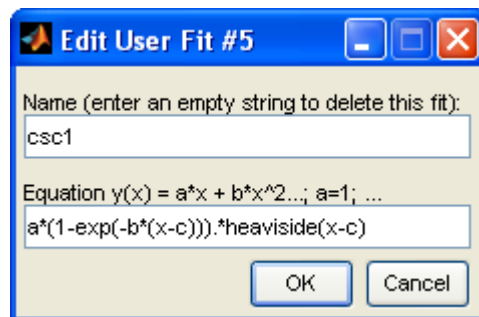 Edit User Fit #5
Name (enter an empty string to delete this fit):
csc1
Equation y(x) = a*x + b*x^2...; a=1; ...
a*(1-exp(-b*(x-c))).*heaviside(x-c)
OK Cancel